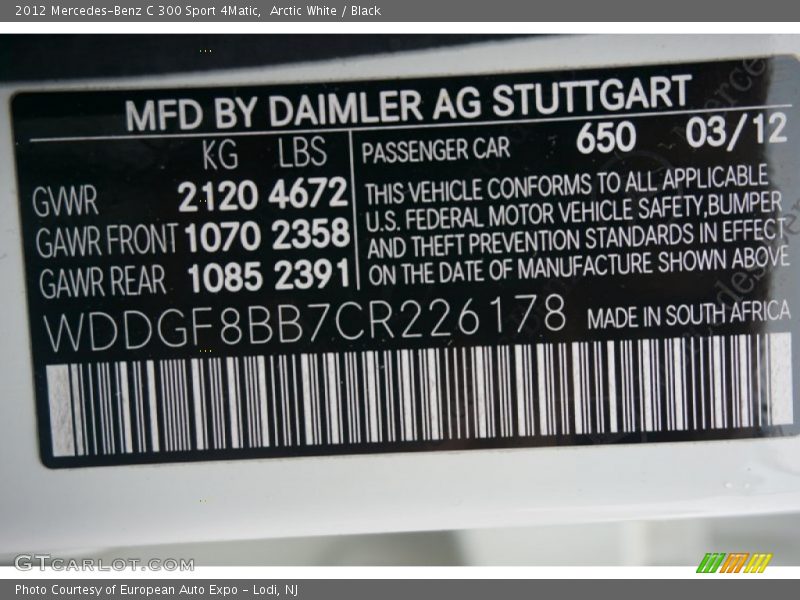 2012 Mercedes-Benz C 300 Sport 4Matic, Arctic White / Black
MFD BY DAIMLER AG STUTTGART
KG LBS
GWWR 2120 4672
GAWR FRONT 1070 2358
GAWR REAR 1085 2391
PASSENGER CAR 650 03/12
THIS VEHICLE CONFORMS TO ALL APPLICABLE
U.S. FEDERAL MOTOR VEHICLE SAFETY,BUMPER
AND THEFT PREVENTION STANDARDS IN EFFECT
ON THE DATE OF MANUFACTURE SHOWN ABOVE
WDDGF8BB7CR226178 MADE IN SOUTH AFRICA
GTcarlot.com
Photo Courtesy of European Auto Expo - Lodi, NJ